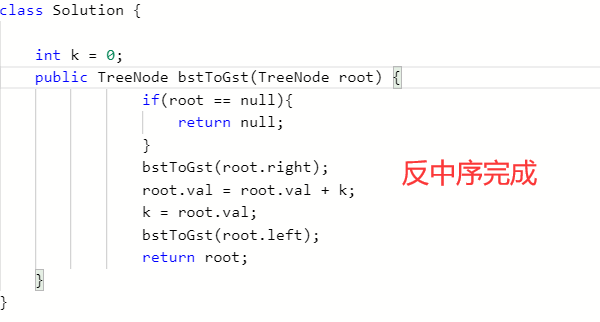 class Solution {
int k = 0;
public TreeNode bstToGst(TreeNode root) {
if(root == null){
return null;
}
bstToGst(root.right);
root.val = root.val + k;
k = root.val;
bstToGst(root.left);
return root;
}
}
反中序完成